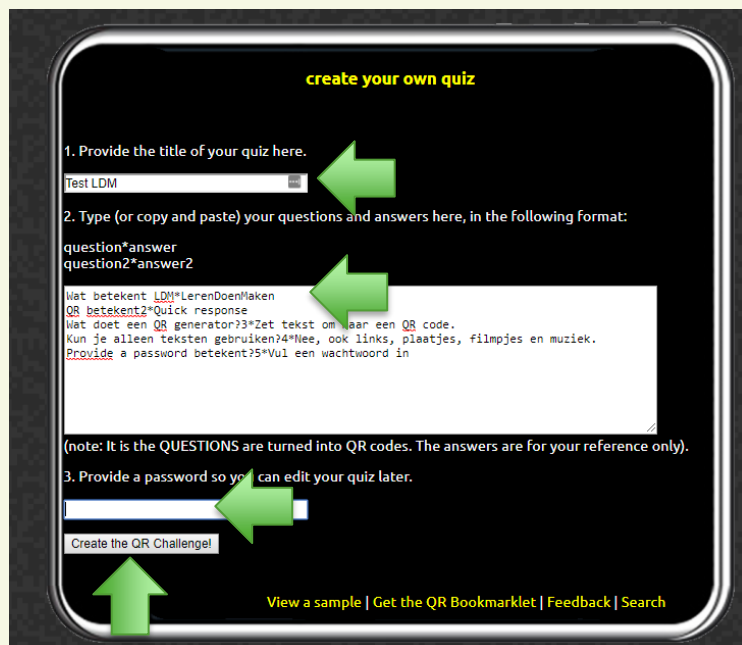 create your own quiz
1. Provide the title of your quiz here.
Test LDM
2. Type (or copy and paste) your questions and answers here, in the following format:
question*answer
question2*answer2
Wat betekent LDM*LerenDoenMaken
QR betekent2*Quick response
Wat doet een QR generator?3*Zet tekst om naar een QR code.
Kun je alleen teksten gebruiken?4*Nee, ook links, plaatjes, filmpjes en muziek.
Provide a password betekent?5*Vul een wachtwoord in
(note: It is the QUESTIONS are turned into QR codes. The answers are for your reference only).
3. Provide a password so you can edit your quiz later.
Create the QR Challenge!
View a sample | Get the QR Bookmarklet | Feedback | Search